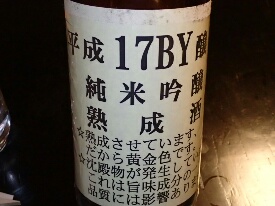 平成17BY醸
純米吟醸
熟成酒
☆熟成させています、
だから黄金色です。
☆沈殿物が発生して
これは旨味成分の
品質には影響あり